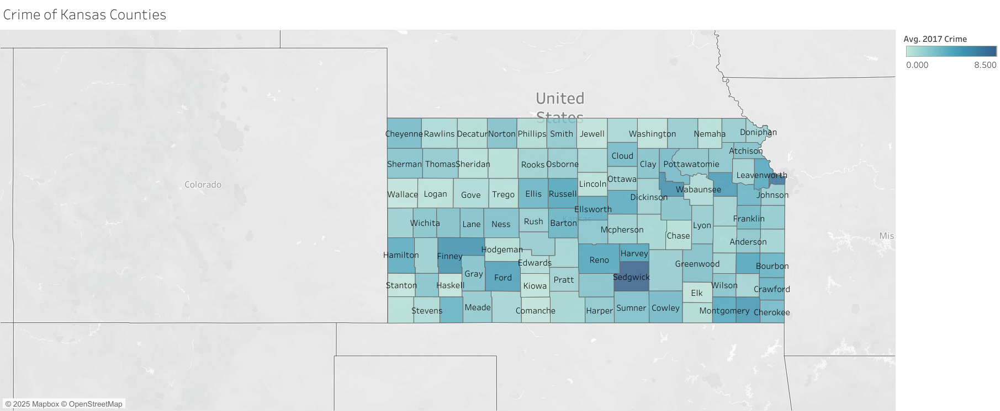 Crime of Kansas Counties
Avg. 2017 Crime
0.000 8.500
United
States
Cheyenne Rawlins Decatur Norton Phillips Smith Jewell Washington Nemaha Doniphan
Atchison
Cloud
Sherman Thomas Sheridan Rooks Osborne Clay Pottawatomie
Leavenworth
Ottawa
Lincoln
Colorado
Wallace Logan Gove Trego Ellis Russell Dickinson Wabaunsee Johnson
Ellsworth
Kansas
Wichita Lane Ness Rush Barton Mcpherson Lyon Franklin
Chase
Mis
Anderson
Hodgeman
Hamilton Finney Edwards Reno Harvey Greenwood Bourbon
Gray Ford Sedgwick
Stanton Haskell Kiowa Pratt Wilson Crawford
Elk
Stevens Meade Comanche Harper Sumner Cowley Montgomery Cherokee
© 2025 Mapbox © OpenStreetMap